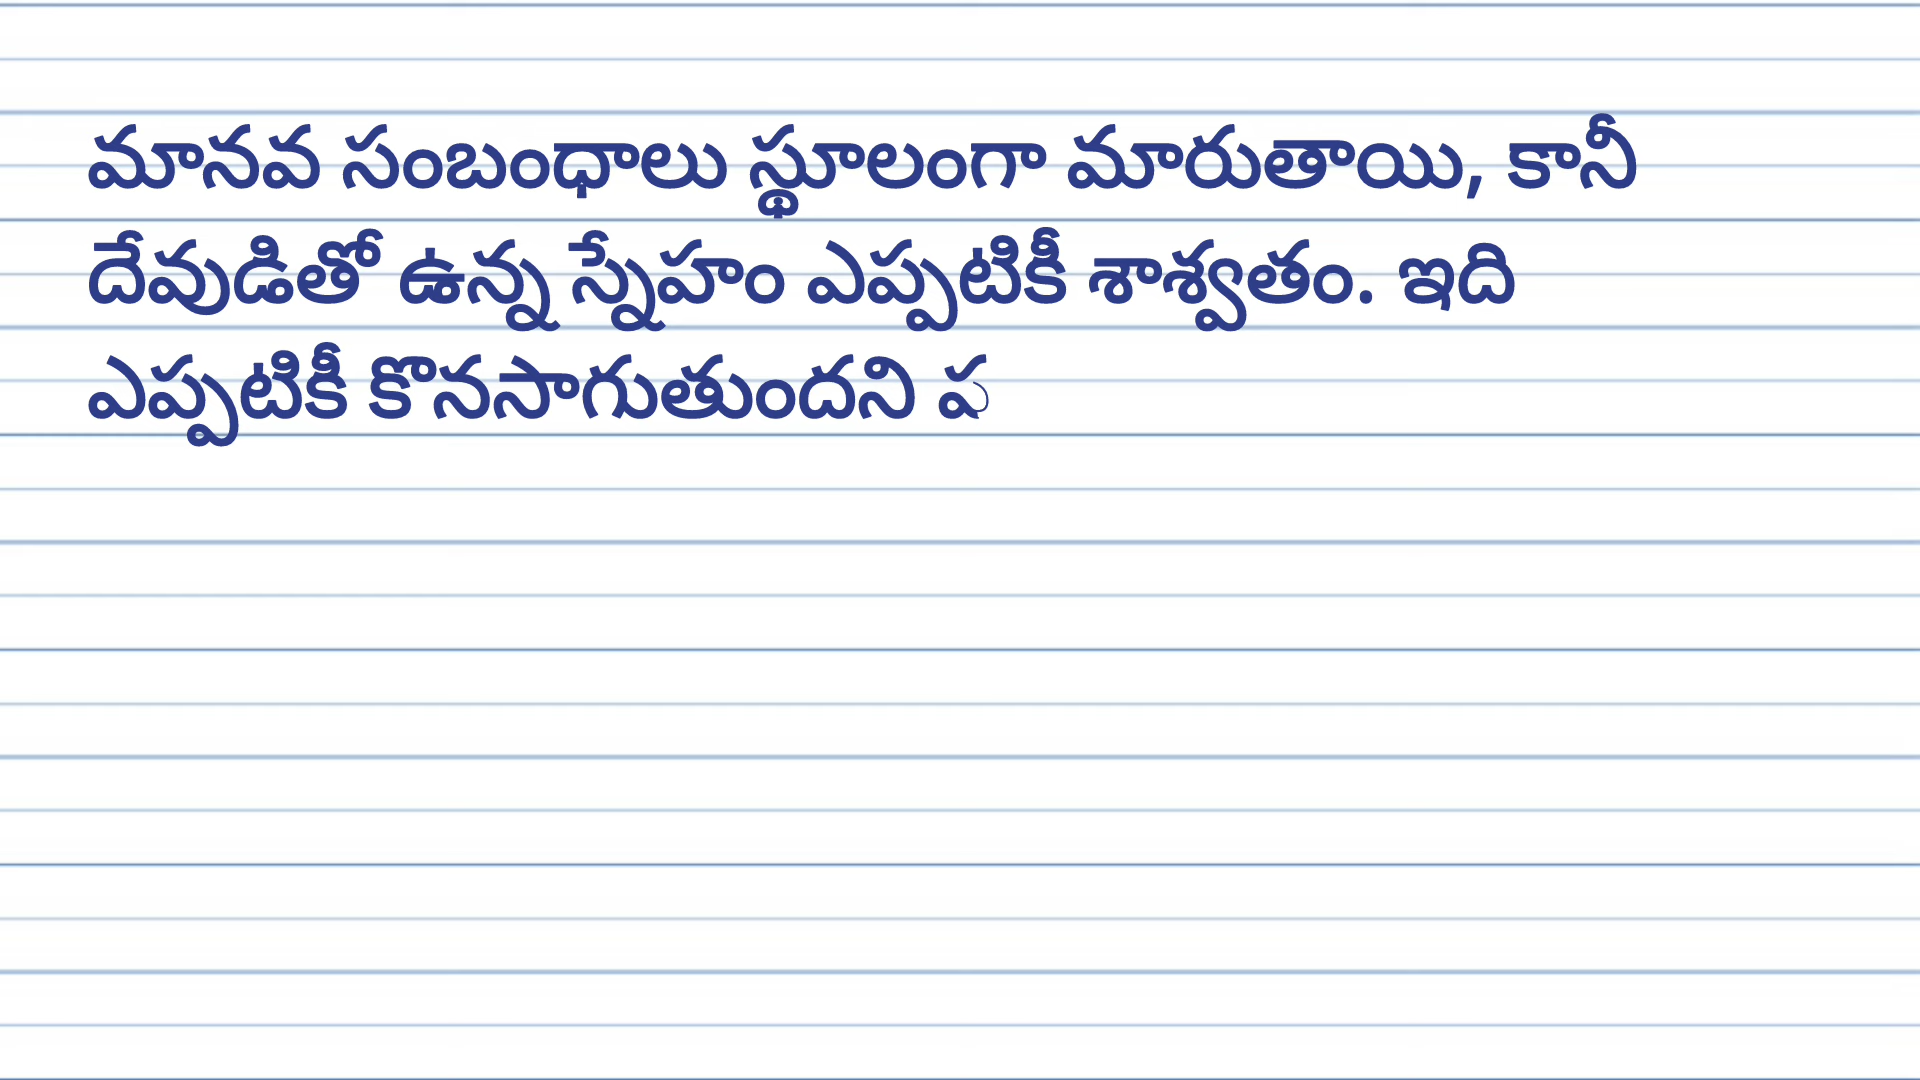 మానవ సంబంధాలు స్థూలంగా మారుతాయి, కానీ
దేవుడితో ఉన్న స్నేహం ఎప్పటికీ శాశ్వతం. ఇది
ఎప్పటికీ కొనసాగుతుందని